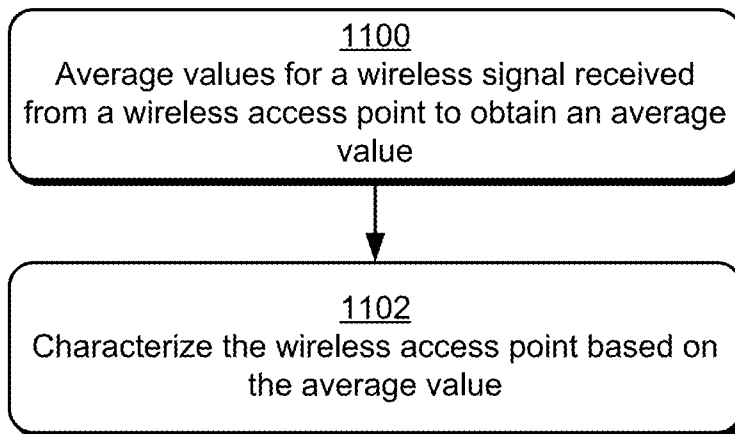 1100
Average values for a wireless signal received
from a wireless access point to obtain an average
value
1102
Characterize the wireless access point based on
the average value